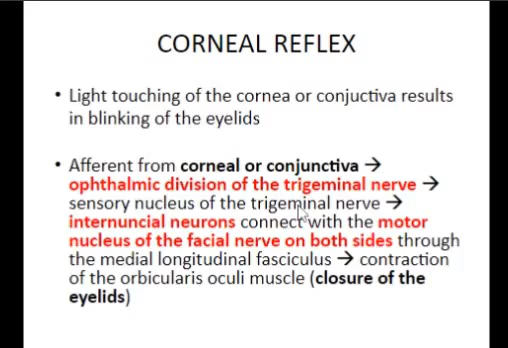 CORNEAL REFLEX
• Light touching of the cornea or conjuctiva results
in blinking of the eyelids
• Afferent from corneal or conjunctiva →
ophthalmic division of the trigeminal nerve →
sensory nucleus of the trigeminal nerve →
internuncial neurons connect with the motor
nucleus of the facial nerve on both sides through
the medial longitudinal fasciculus → contraction
of the orbicularis oculi muscle (closure of the
eyelids)